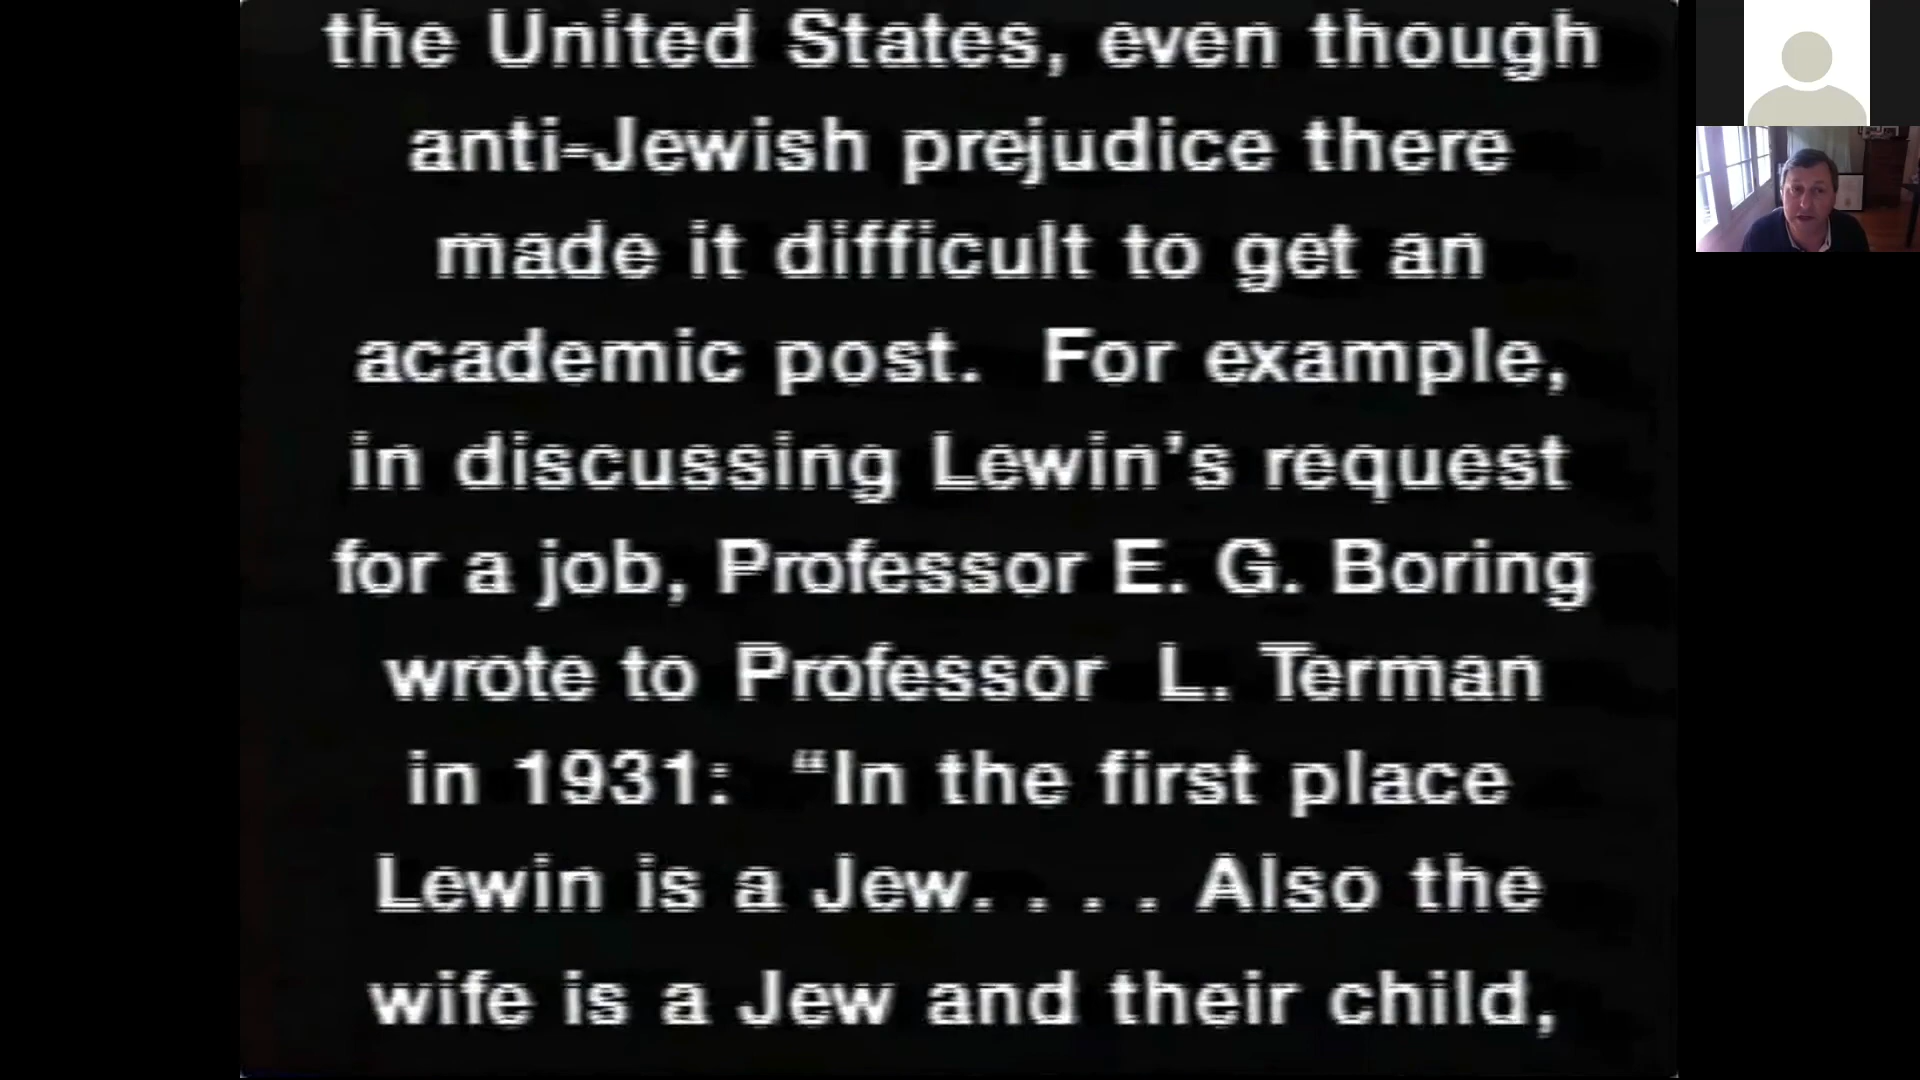 the United States, even though
anti-Jewish prejudice there
made it difficult to get an
academic post. For example,
in discussing Lewin's request
for a job, Professor E. G. Boring
wrote to Professor L. Terman
in 1931: “In the first place
Lewin is a Jew. . . . Also the
wife is a Jew and their child,